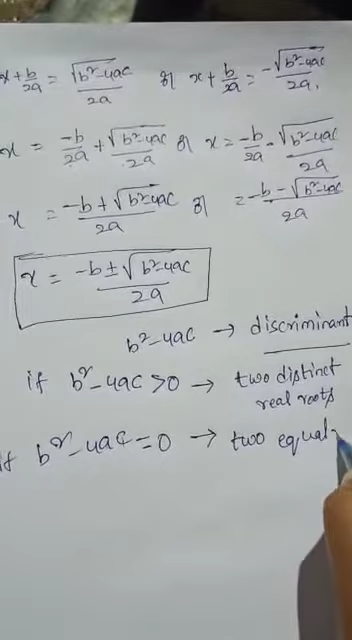 x + b/2a = √b²-4ac/2a or x + b/2a = -√b²-4ac/2a,
x = -b/2a + √b²-4ac/2a or x = -b/2a - √b²-4ac/2a
x = -b + √b²-4ac/2a or = -b - √b²-4ac/2a
x = -b ± √b²-4ac/2a
b²-4ac → discriminant
if b²-4ac > 0 → two distinct
real roots
if b²-4ac = 0 → two equal